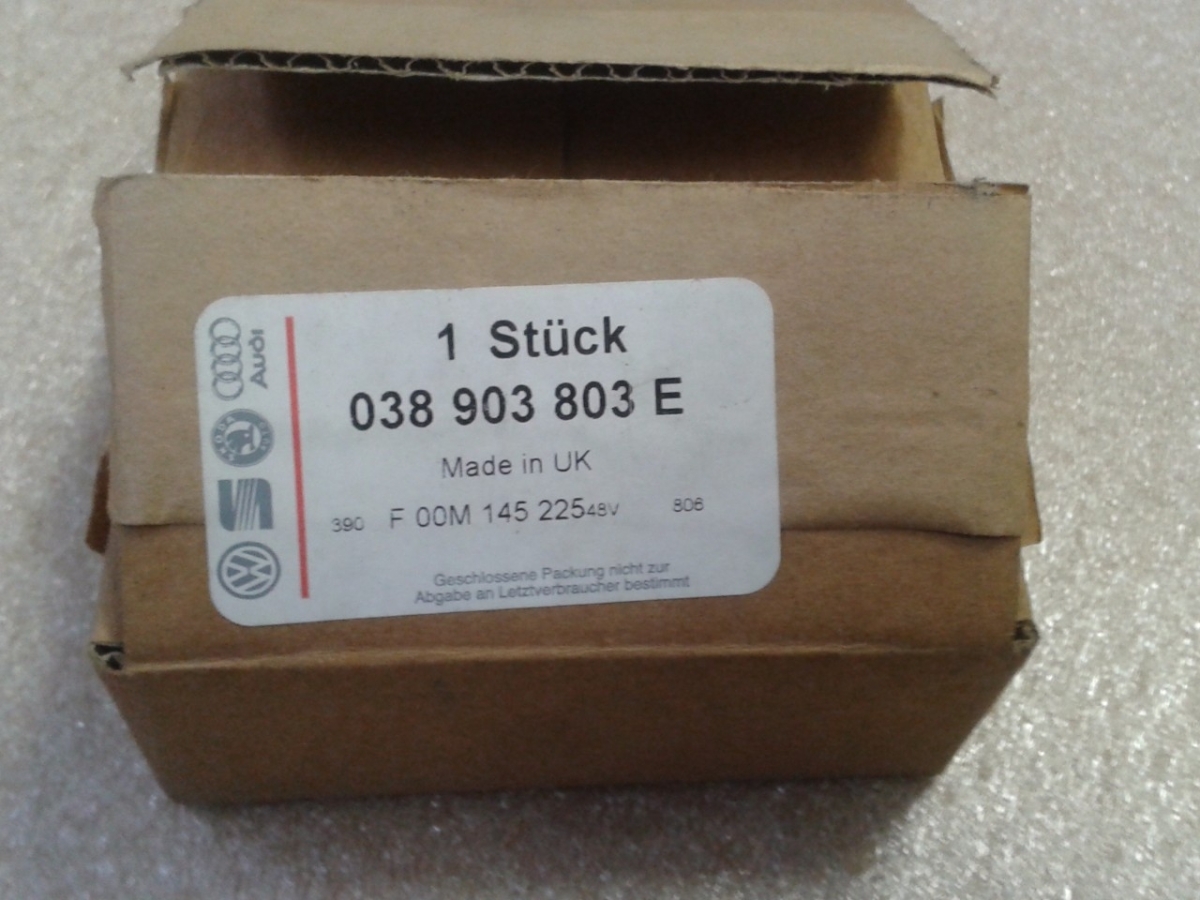 1 Stück
038 903 803 E
Made in UK
390 F 00M 145 225 48V 806
Geschlossene Packung nicht zur
Abgabe an Letztverbraucher bestimmt
Audi
SKODA